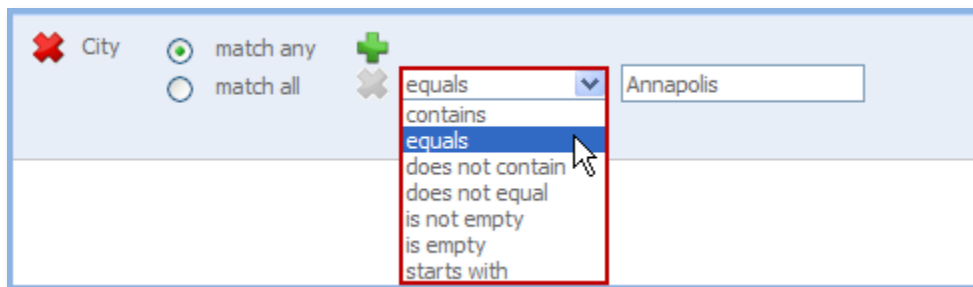 City match any
match all equals Annapolis
contains
equals
does not contain
does not equal
is not empty
is empty
starts with